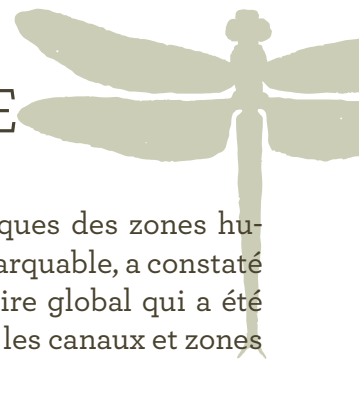 E
ques des zones hu-
arquable, a constaté
ire global qui a été
les canaux et zones